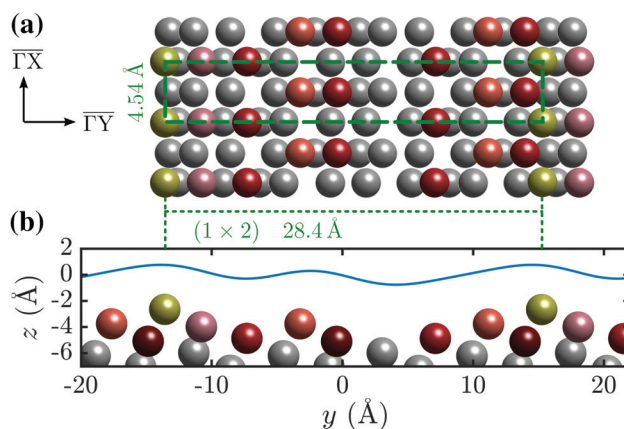 (a)
ΓX
ΓY
4.54 Å
(b)
(1 × 2) 28.4 Å
2
0
-2
-4
-6
z (Å)
-20 -10 0 10 20
y (Å)